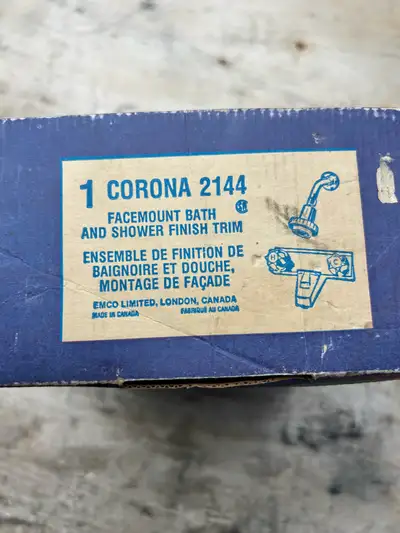 1 CORONA 2144
FACEMOUNT BATH
AND SHOWER FINISH TRIM
ENSEMBLE DE FINITION DE
BAIGNOIRE ET DOUCHE,
MONTAGE DE FAÇADE
EMCO LIMITED, LONDON, CANADA
MADE IN CANADA FABRIQUÉ AU CANADA